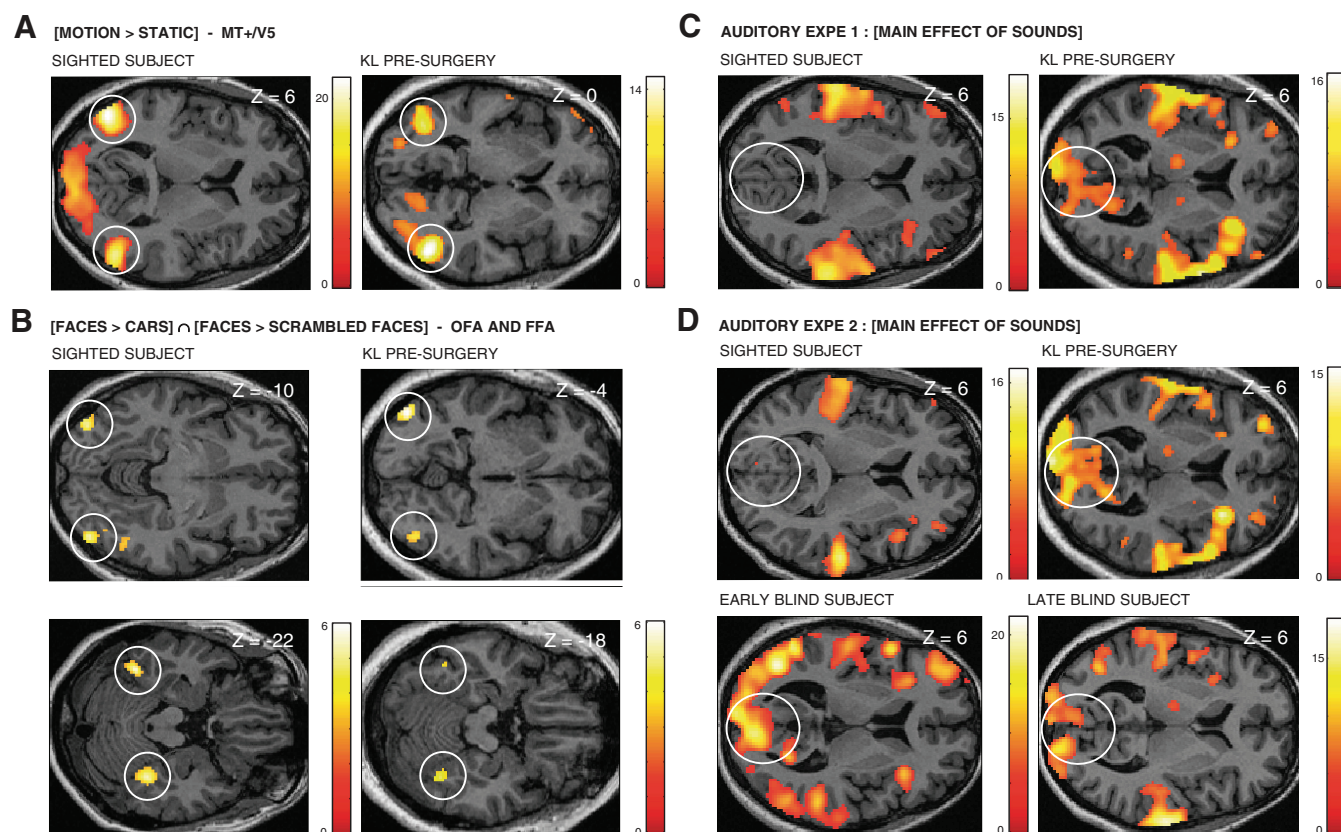 A [MOTION > STATIC] - MT+/V5
SIGHTED SUBJECT KL PRE-SURGERY
Z = 6
20
0
Z = 0
14
0
B [FACES > CARS] ∩ [FACES > SCRAMBLED FACES] - OFA AND FFA
SIGHTED SUBJECT KL PRE-SURGERY
Z = -10
Z = -4
Z = -22
6
0
Z = -18
6
0
C AUDITORY EXPE 1 : [MAIN EFFECT OF SOUNDS]
SIGHTED SUBJECT KL PRE-SURGERY
Z = 6
15
0
Z = 6
16
0
D AUDITORY EXPE 2 : [MAIN EFFECT OF SOUNDS]
SIGHTED SUBJECT KL PRE-SURGERY
Z = 6
16
0
Z = 6
15
0
EARLY BLIND SUBJECT LATE BLIND SUBJECT
Z = 6
20
0
Z = 6
15
0